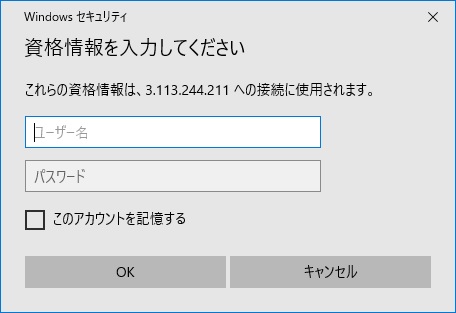 Windows セキュリティ
資格情報を入力してください
これらの資格情報は、3.113.244.211 への接続に使用されます。
ユーザー名
パスワード
このアカウントを記憶する
OK
キャンセル